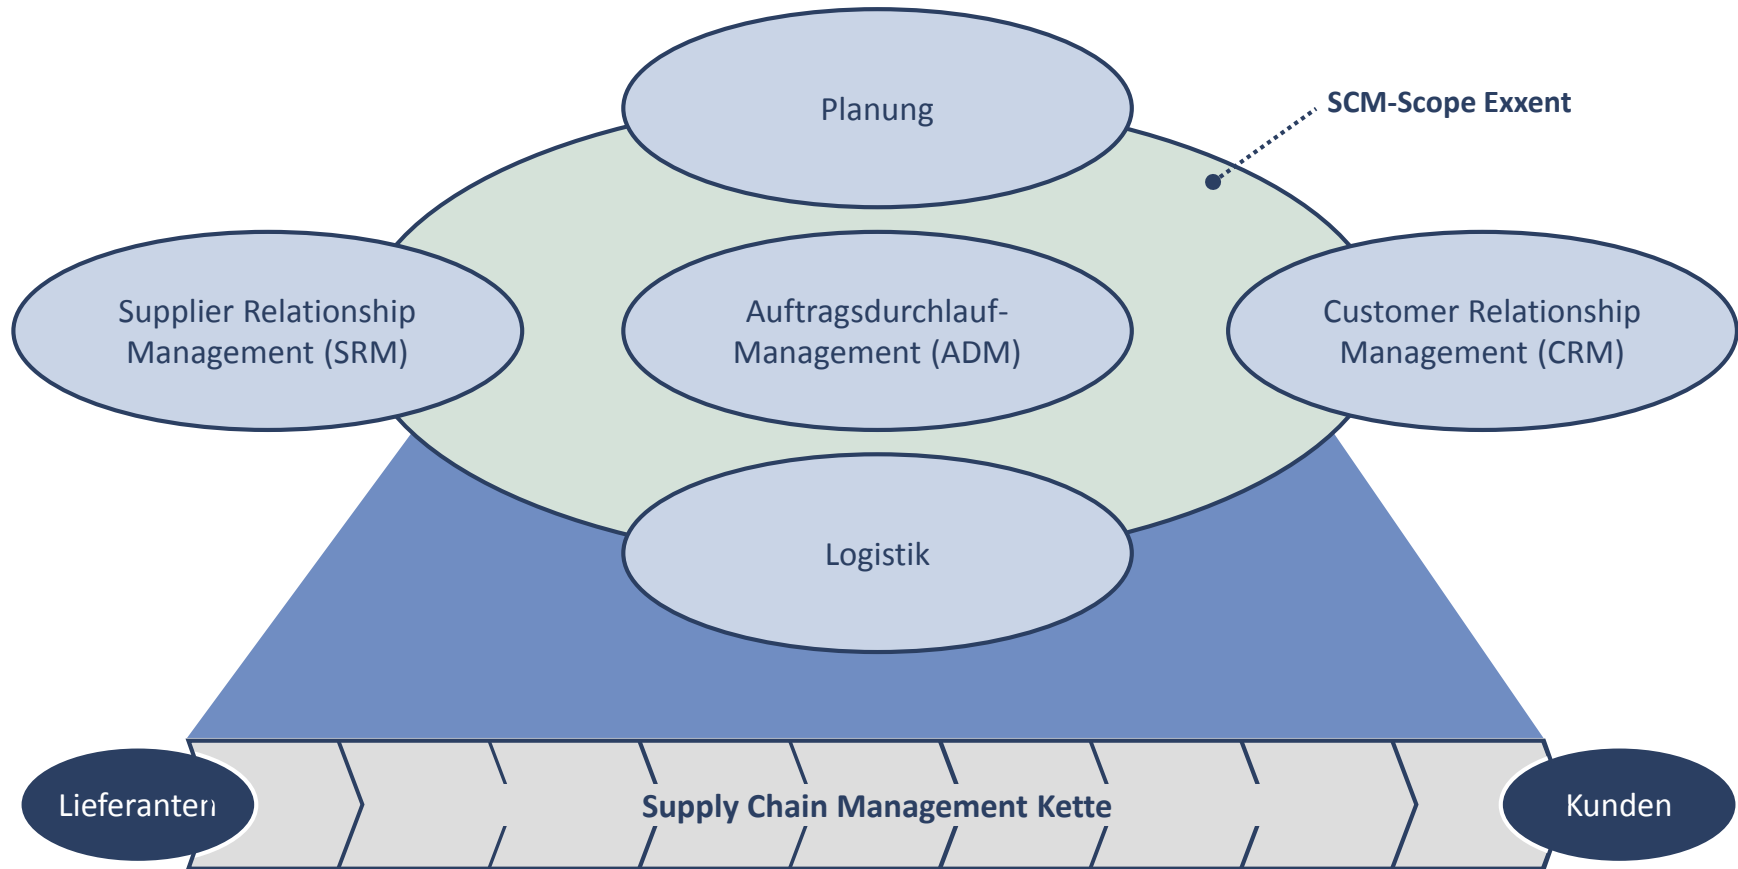 Planung
SCM-Scope Exxent
Supplier Relationship
Management (SRM)
Auftragsdurchlauf-
Management (ADM)
Customer Relationship
Management (CRM)
Logistik
Lieferanten
Supply Chain Management Kette
Kunden